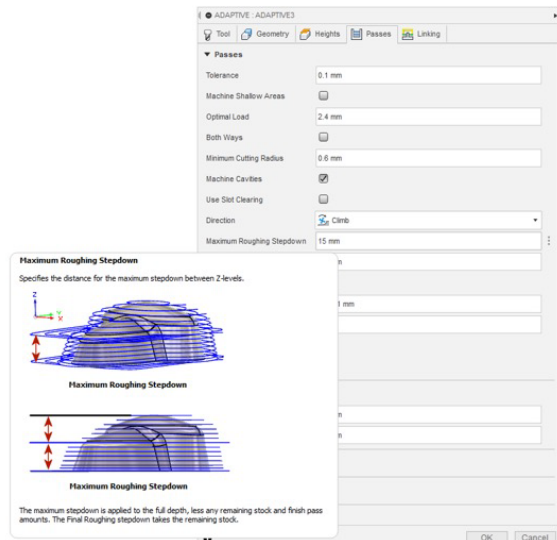 ADAPTIVE : ADAPTIVE3
Tool Geometry Heights Passes Linking
Passes
Tolerance 0.1 mm
Machine Shallow Areas
Optimal Load 2.4 mm
Both Ways
Minimum Cutting Radius 0.6 mm
Machine Cavities
Use Slot Clearing
Direction Climb
Maximum Roughing Stepdown 15 mm
Maximum Roughing Stepdown
Specifies the distance for the maximum stepdown between Z-levels.
Z
Y
X
Maximum Roughing Stepdown
Maximum Roughing Stepdown
The maximum stepdown is applied to the full depth, less any remaining stock and finish pass
amounts. The Final Roughing stepdown takes the remaining stock.
OK Cancel